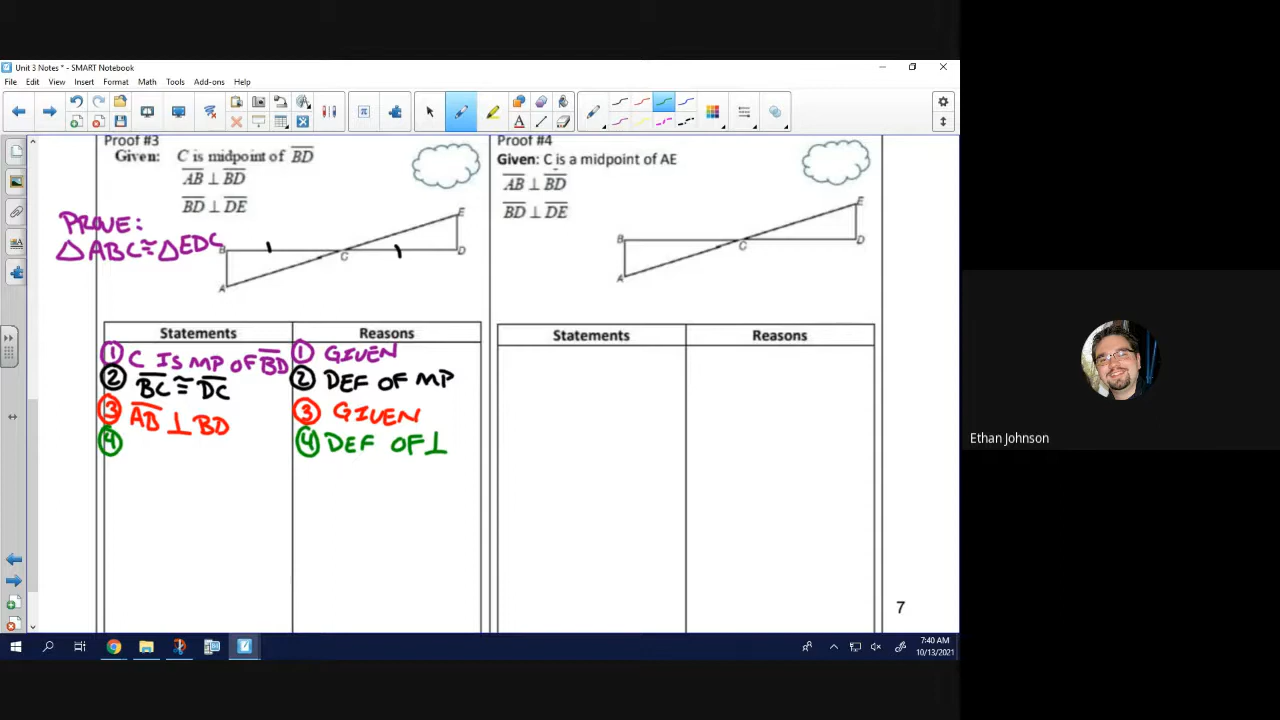 Unit 3 Notes * - SMART Notebook
File Edit View Insert Format Math Tools Add-ons Help
Proof #3
Given: C is midpoint of BD
AB ⊥ BD
BD ⊥ DE
PROVE:
△ABC≅△EDC
B
C
E
D
A
Statements
Reasons
① C IS MP OF BD
① GIVEN
② BC ≅ DC
② DEF OF MP
③ AB ⊥ BD
③ GIVEN
④
④ DEF OF ⊥
Proof #4
Given: C is a midpoint of AE
AB ⊥ BD
BD ⊥ DE
B
C
E
D
A
Statements
Reasons
7
Ethan Johnson
7:40 AM
10/13/2021